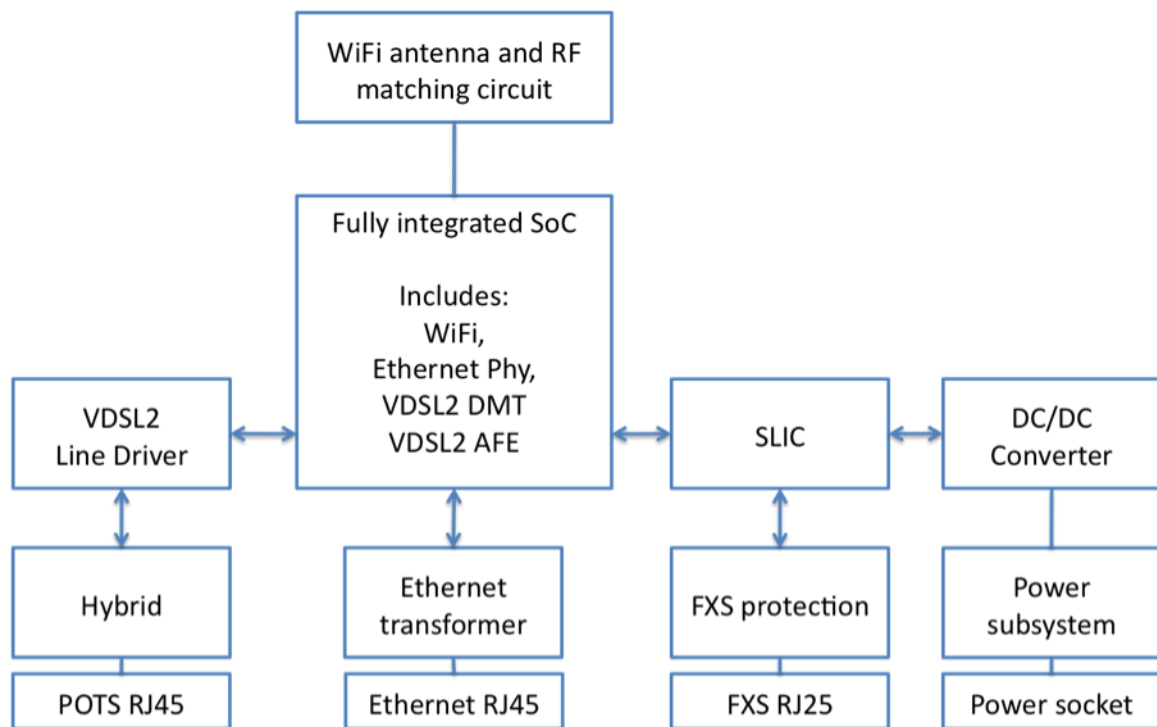 WiFi antenna and RF
matching circuit
Fully integrated SoC
Includes:
WiFi,
Ethernet Phy,
VDSL2 DMT
VDSL2 AFE
VDSL2
Line Driver
SLIC
DC/DC
Converter
Hybrid
Ethernet
transformer
FXS protection
Power
subsystem
POTS RJ45
Ethernet RJ45
FXS RJ25
Power socket